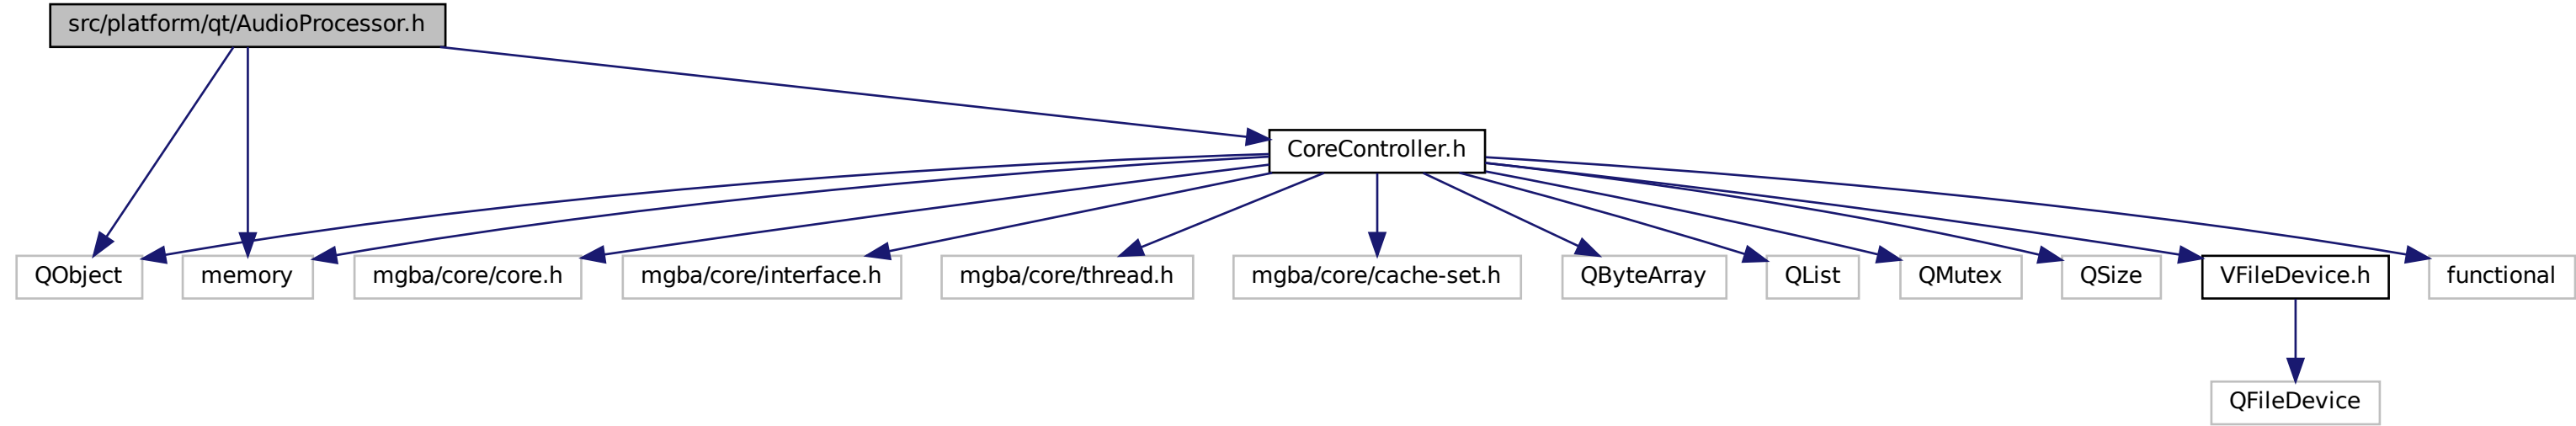 src/platform/qt/AudioProcessor.h
CoreController.h
QObject
memory
mgba/core/core.h
mgba/core/interface.h
mgba/core/thread.h
mgba/core/cache-set.h
QByteArray
QList
QMutex
QSize
VFileDevice.h
functional
QFileDevice